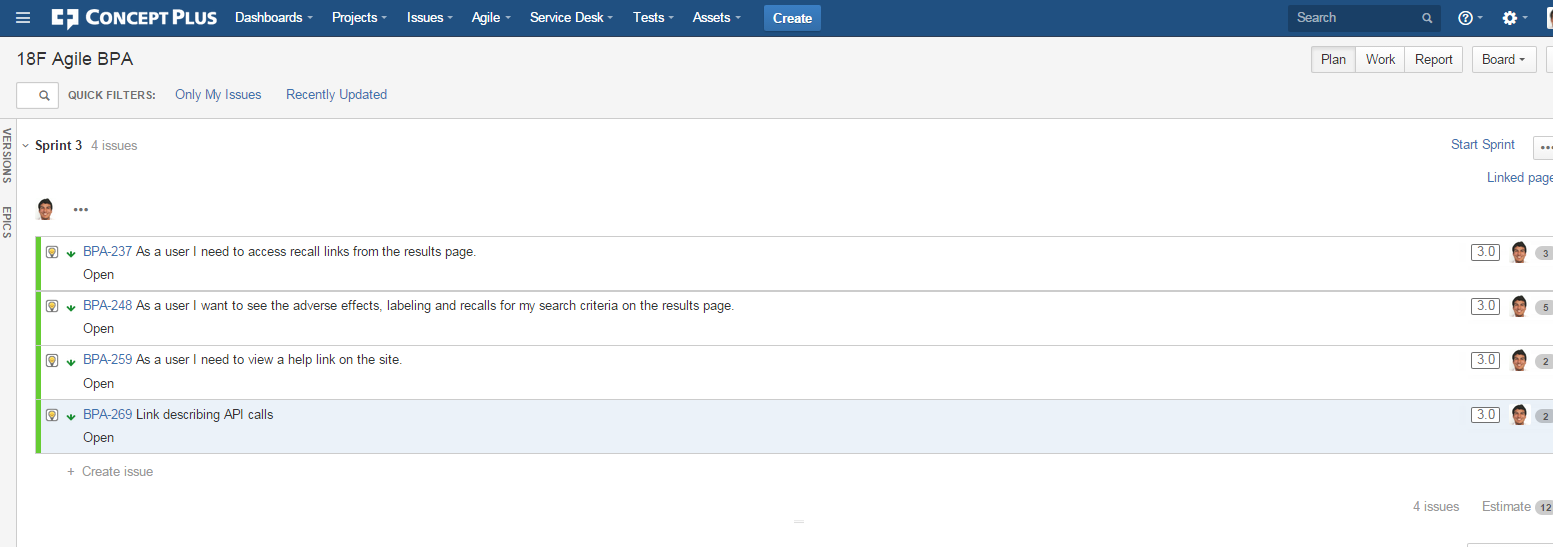 CONCEPT PLUS Dashboards Projects Issues Agile Service Desk Tests Assets Create Search
18F Agile BPA Plan Work Report Board
QUICK FILTERS: Only My Issues Recently Updated
VERSIONS
EPICS
Sprint 3 4 issues Start Sprint
Linked page
BPA-237 As a user I need to access recall links from the results page. 3.0 3
Open
BPA-248 As a user I want to see the adverse effects, labeling and recalls for my search criteria on the results page. 3.0 5
Open
BPA-259 As a user I need to view a help link on the site. 3.0 2
Open
BPA-269 Link describing API calls 3.0 2
Open
+ Create issue
4 issues Estimate 12